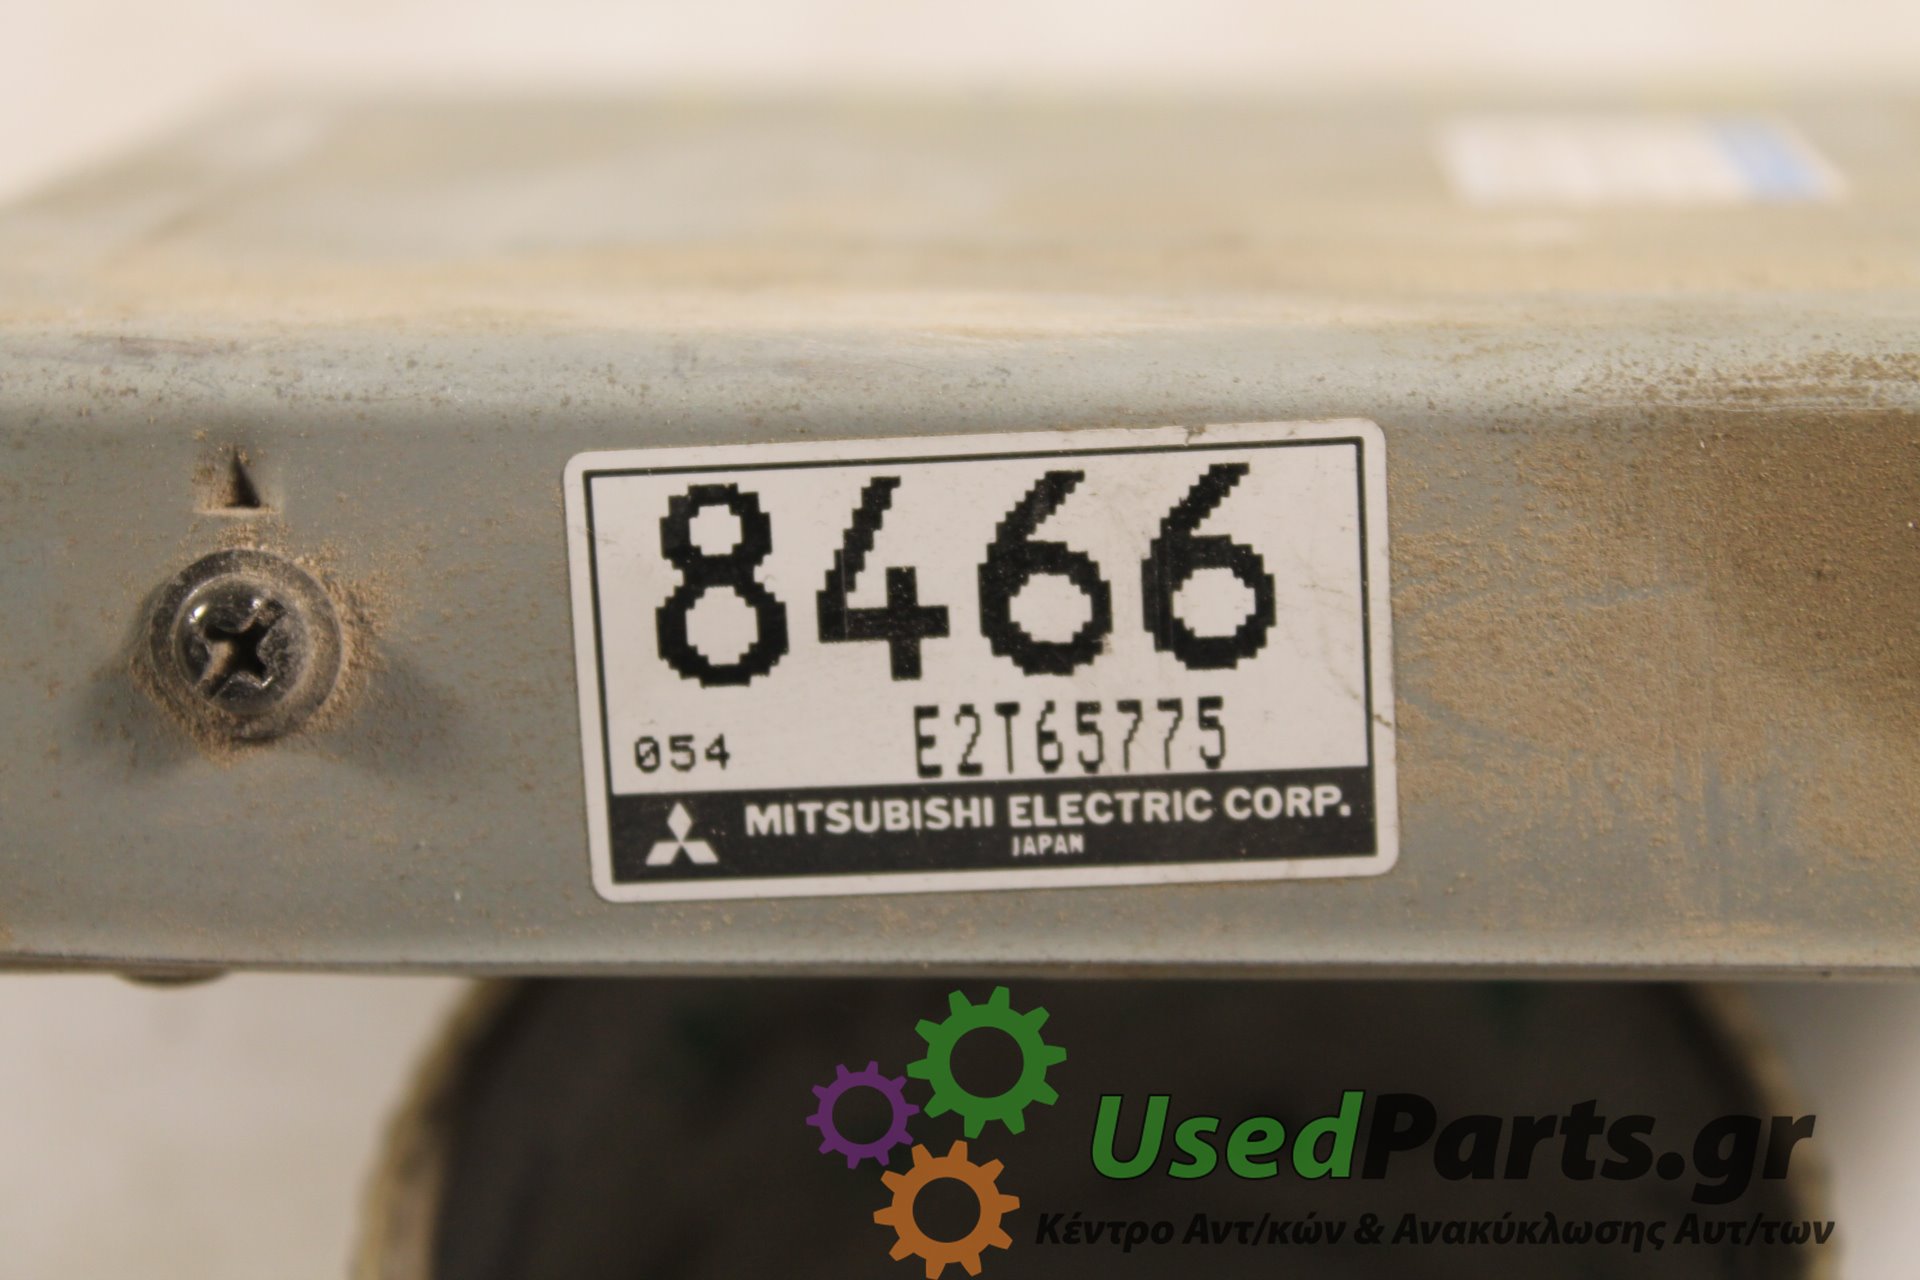 8466
054 E2T65775
MITSUBISHI ELECTRIC CORP.
JAPAN
UsedParts.gr
Κέντρο Αντ/κών & Ανακύκλωσης Αυτ/των